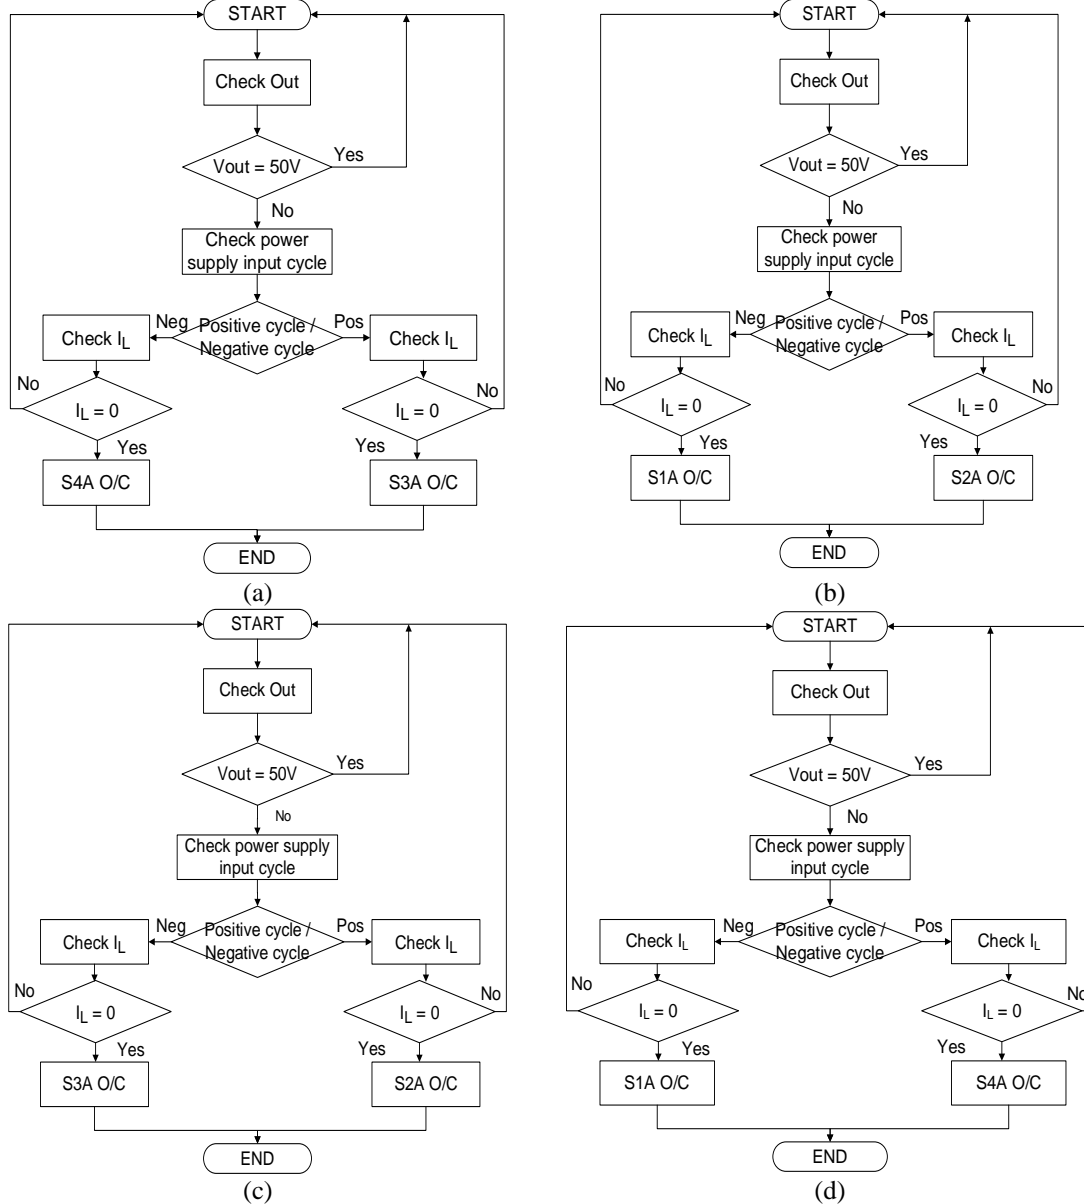 START
Check Out
Vout = 50V
Yes
No
Check power
supply input cycle
Neg
Positive cycle /
Negative cycle
Pos
Check IL
Check IL
No
IL = 0
IL = 0
No
Yes
Yes
S4A O/C
S3A O/C
END
(a)
START
Check Out
Vout = 50V
Yes
No
Check power
supply input cycle
Neg
Positive cycle /
Negative cycle
Pos
Check IL
Check IL
No
IL = 0
IL = 0
No
Yes
Yes
S1A O/C
S2A O/C
END
(b)
START
Check Out
Vout = 50V
Yes
No
Check power supply
input cycle
Neg
Positive cycle /
Negative cycle
Pos
Check IL
Check IL
No
IL = 0
IL = 0
No
Yes
Yes
S3A O/C
S2A O/C
END
(c)
START
Check Out
Vout = 50V
Yes
No
Check power supply
input cycle
Neg
Positive cycle /
Negative cycle
Pos
Check IL
Check IL
No
IL = 0
IL = 0
No
Yes
Yes
S1A O/C
S4A O/C
END
(d)